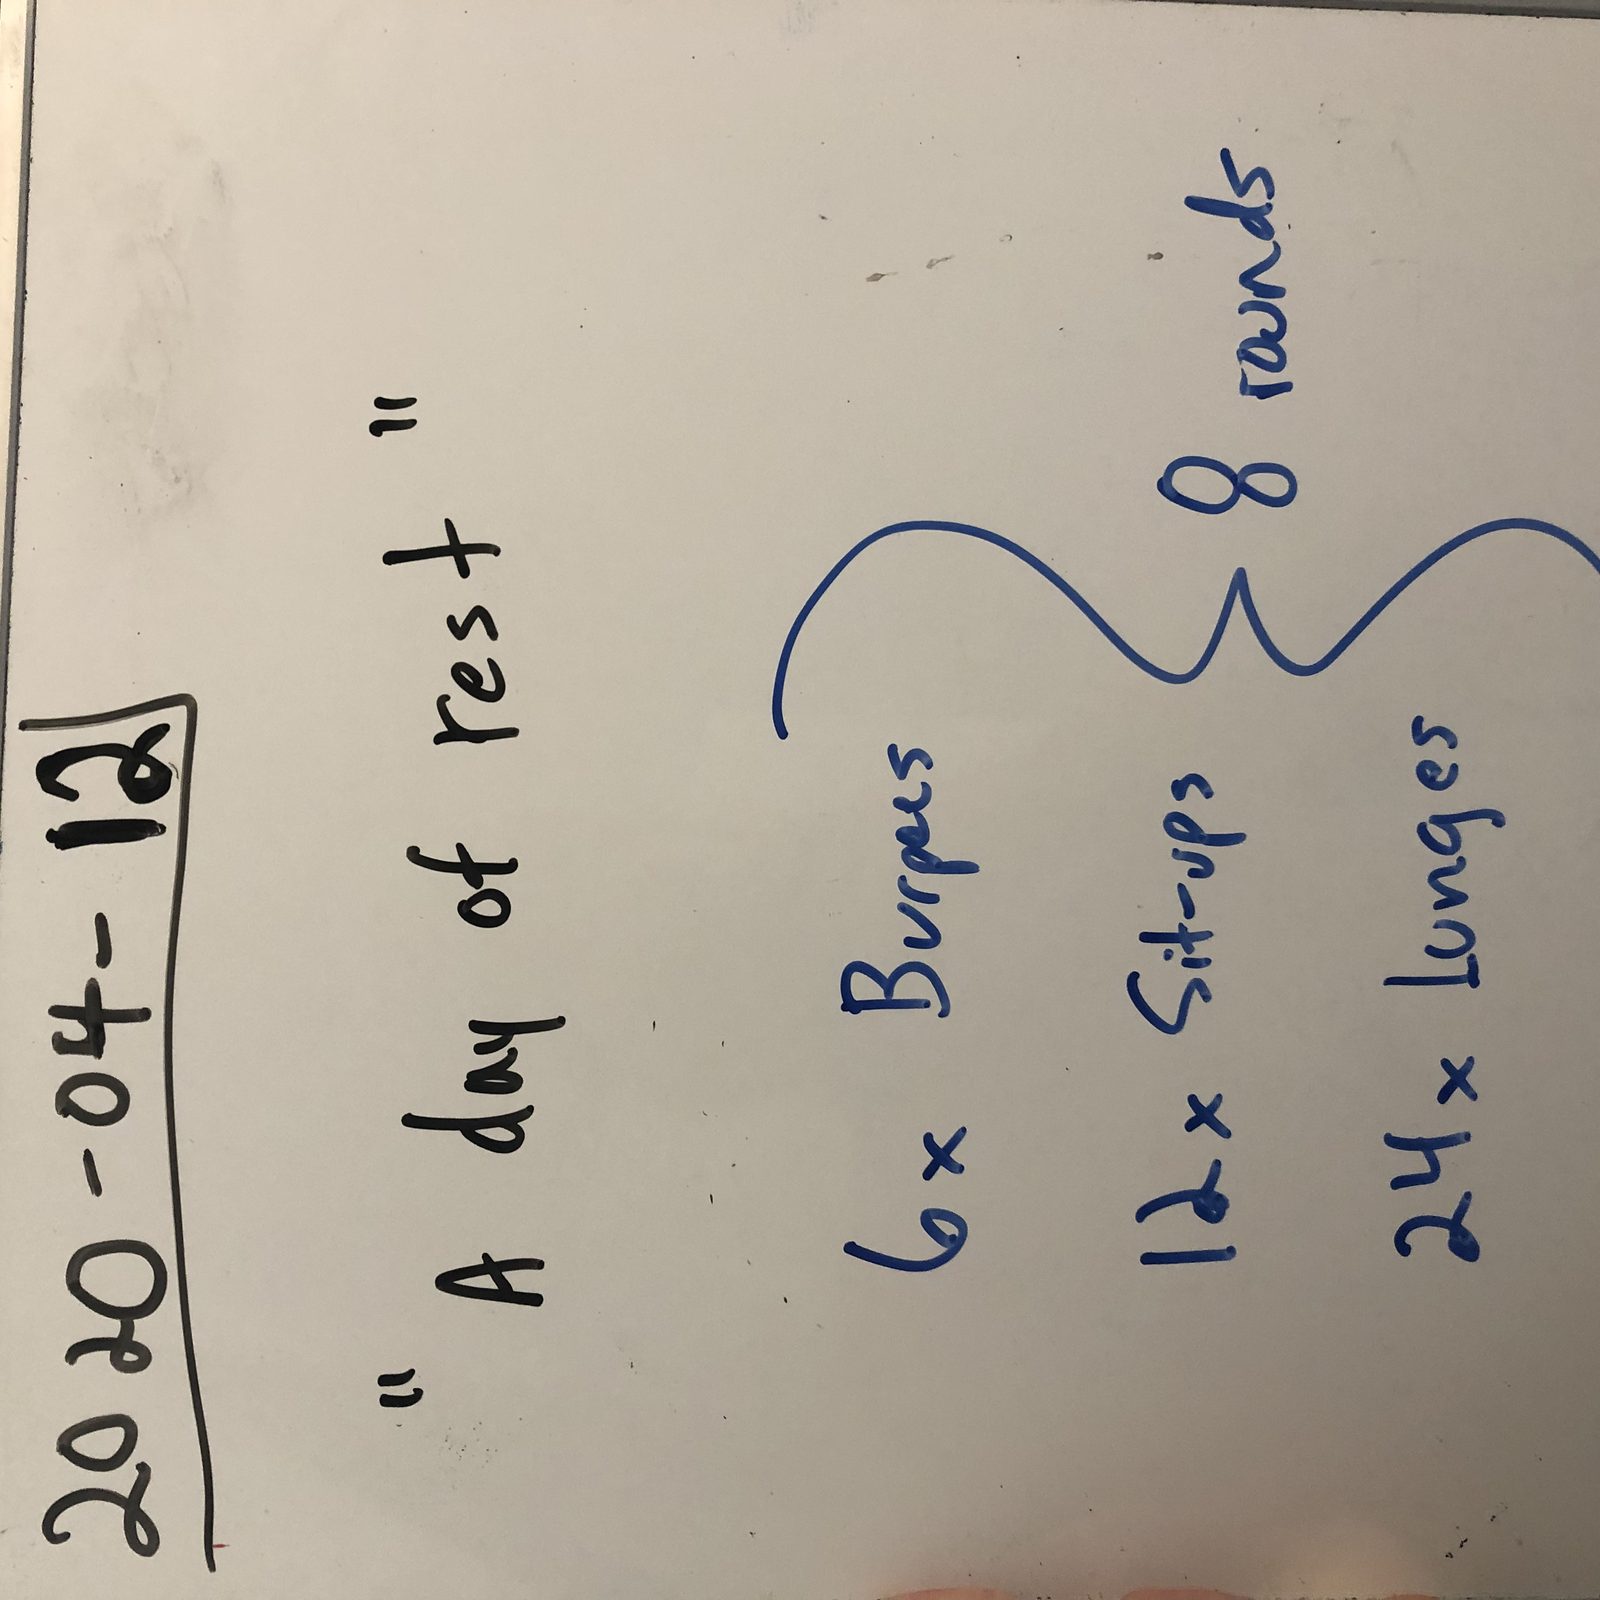 2020-04-12
"A day of rest"
6x Burpees
12x Sit-ups
8 rounds
24x Lunges